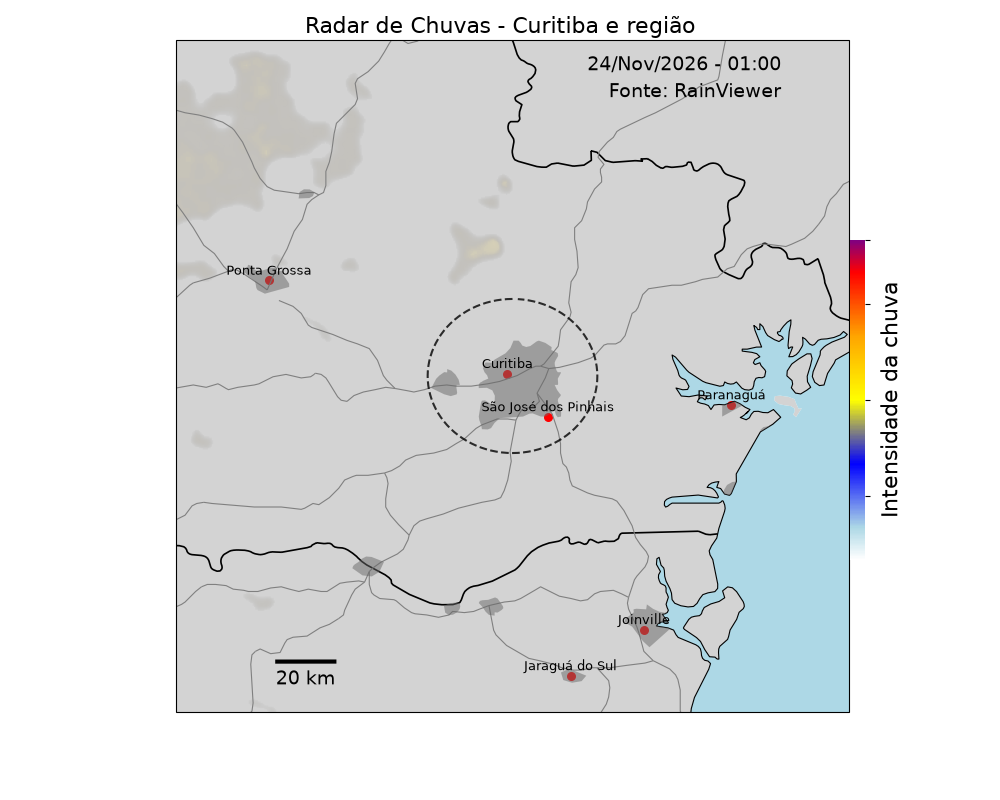 Radar de Chuvas - Curitiba e região
24/Nov/2026 - 01:00
Fonte: RainViewer
Ponta Grossa
Curitiba
São José dos Pinhais
Paranaguá
Intensidade da chuva
Joinville
Jaraguá do Sul
20 km